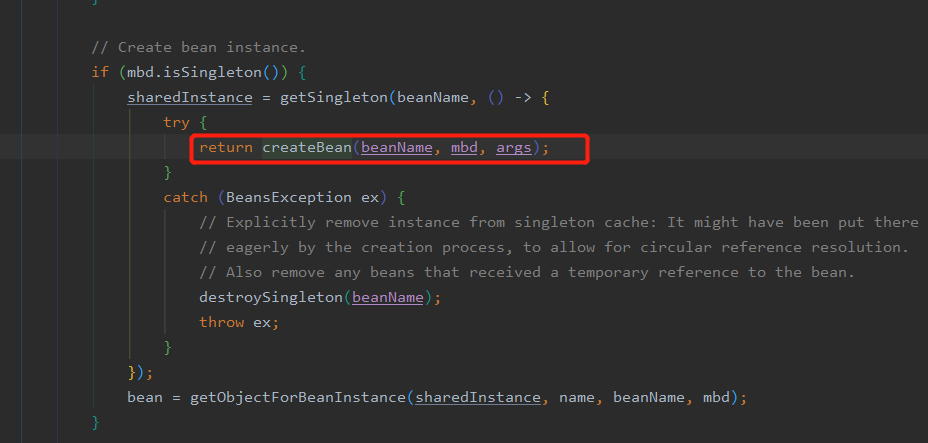 }
// Create bean instance.
if (mbd.isSingleton()) {
sharedInstance = getSingleton(beanName, () -> {
try {
return createBean(beanName, mbd, args);
}
catch (BeansException ex) {
// Explicitly remove instance from singleton cache: It might have been put there
// eagerly by the creation process, to allow for circular reference resolution.
// Also remove any beans that received a temporary reference to the bean.
destroySingleton(beanName);
throw ex;
}
});
bean = getObjectForBeanInstance(sharedInstance, name, beanName, mbd);
}